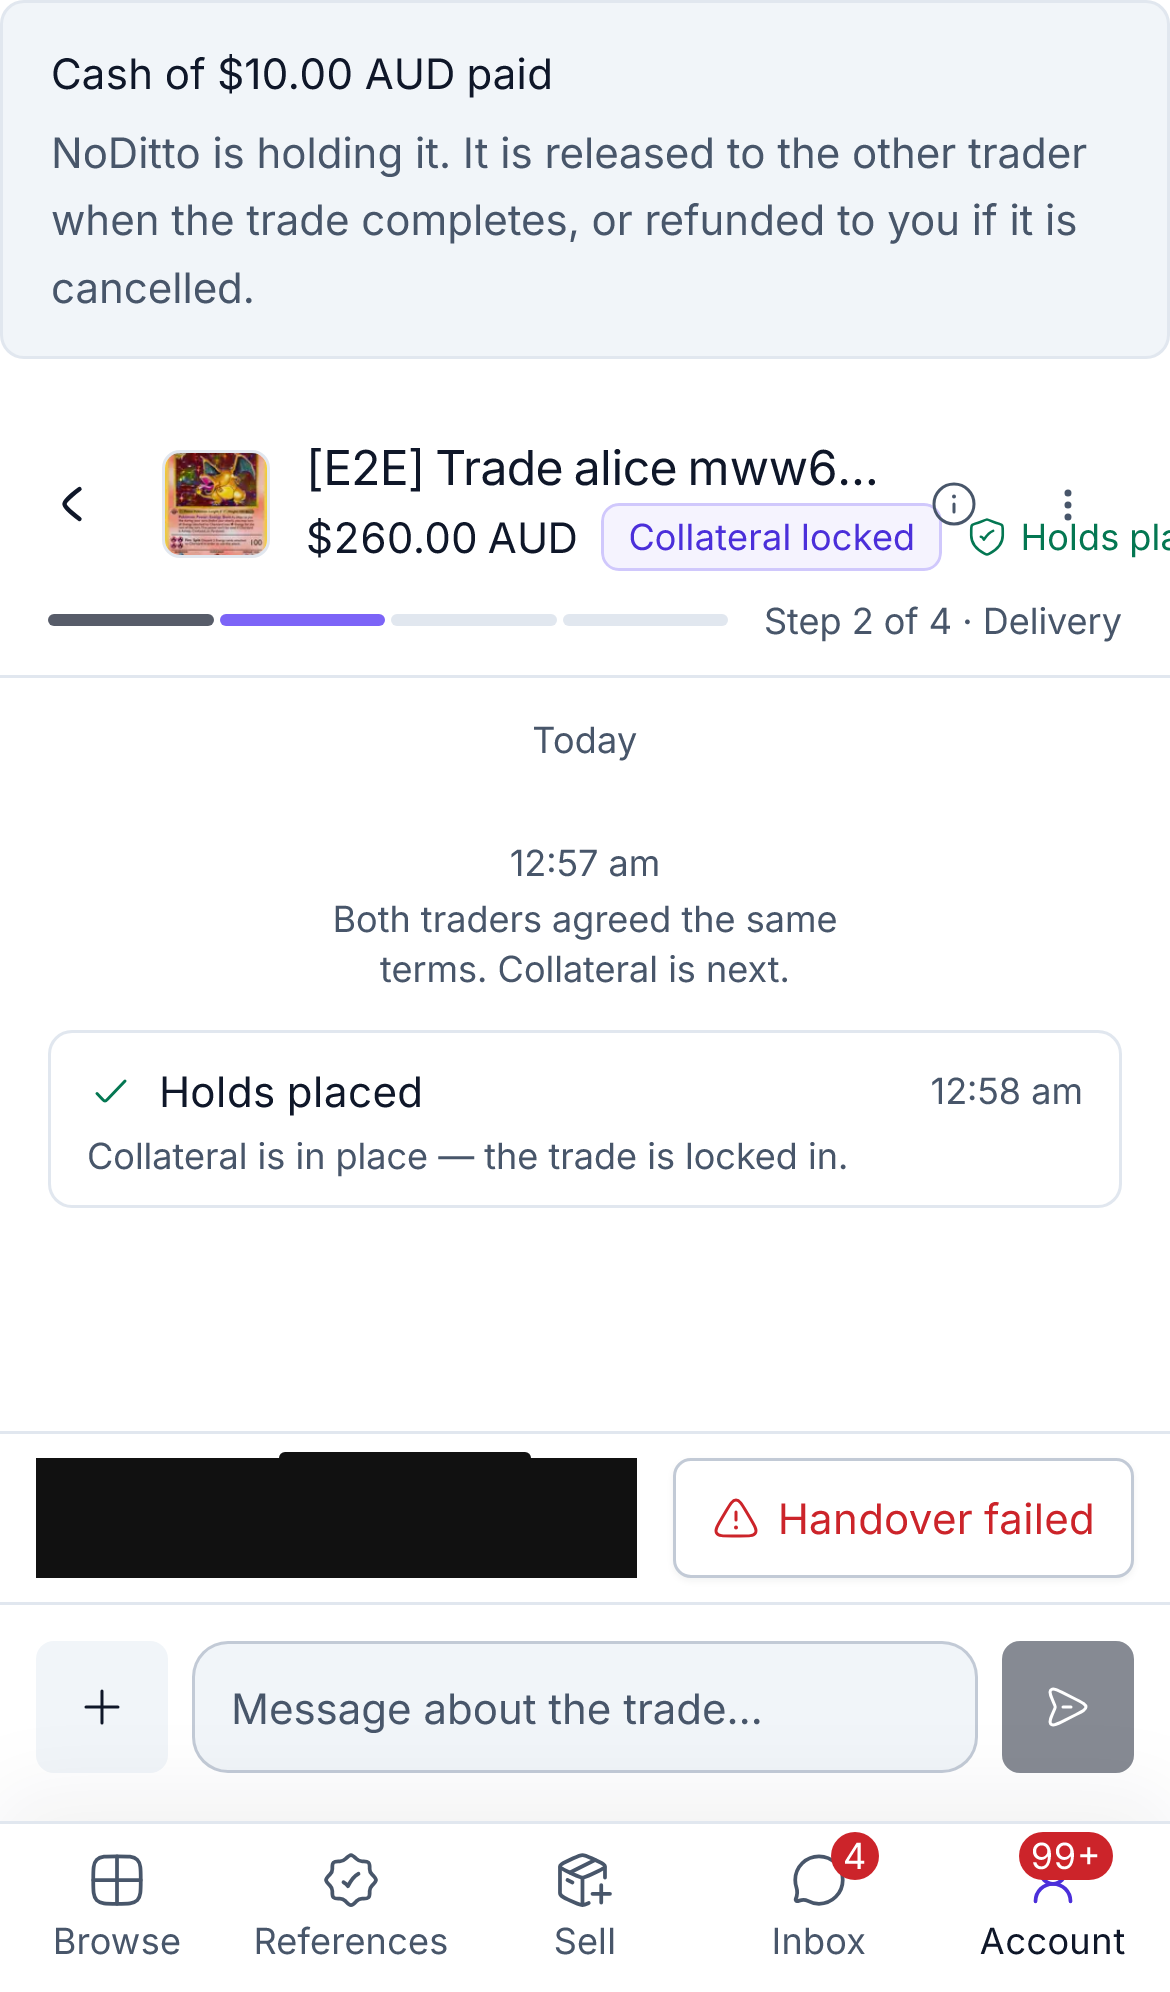 Cash of $10.00 AUD paid
NoDitto is holding it. It is released to the other trader
when the trade completes, or refunded to you if it is
cancelled.
[E2E] Trade alice mww6...
$260.00 AUD
Collateral locked
Holds pla
Step 2 of 4 · Delivery
Today
12:57 am
Both traders agreed the same
terms. Collateral is next.
Holds placed
12:58 am
Collateral is in place — the trade is locked in.
Handover failed
Message about the trade...
4
99+
Browse
References
Sell
Inbox
Account